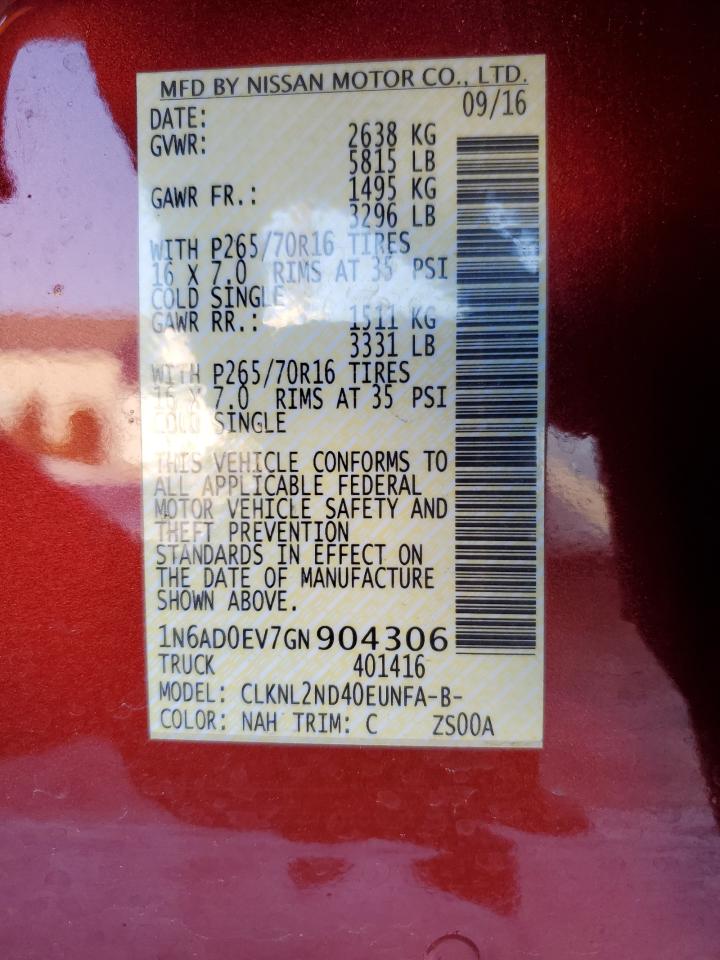 MFD BY NISSAN MOTOR CO., LTD.
DATE: 09/16
GVWR: 2638 KG
5815 LB
GAWR FR.: 1495 KG
3296 LB
WITH P265/70R16 TIRES
16 X 7.0 RIMS AT 35 PSI
COLD SINGLE
GAWR RR.: 1511 KG
3331 LB
WITH P265/70R16 TIRES
16 X 7.0 RIMS AT 35 PSI
COLD SINGLE
THIS VEHICLE CONFORMS TO
ALL APPLICABLE FEDERAL
MOTOR VEHICLE SAFETY AND
THEFT PREVENTION
STANDARDS IN EFFECT ON
THE DATE OF MANUFACTURE
SHOWN ABOVE.
1N6AD0EV7GN904306
TRUCK 401416
MODEL: CLKNL2ND40EUNFA-B-
COLOR: NAH TRIM: C ZS00A